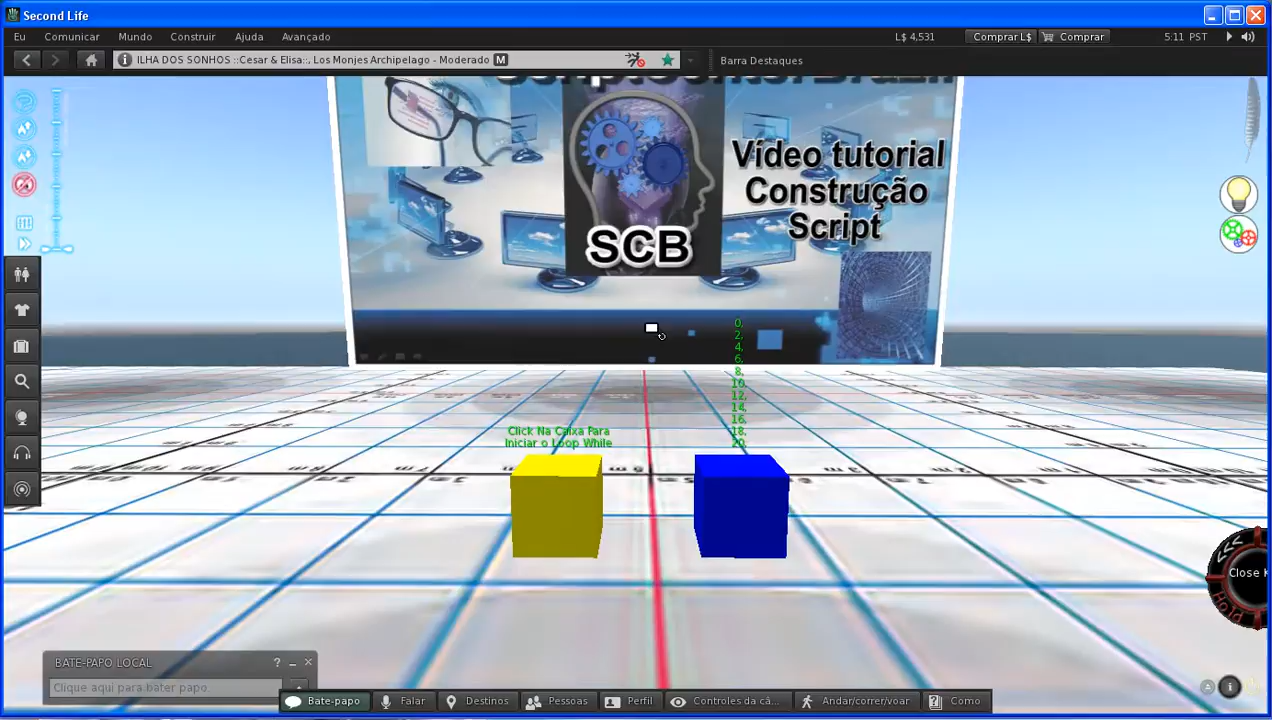 Second Life
Eu Comunicar Mundo Construir Ajuda Avançado L$ 4,531 Comprar L$ Comprar 5:11 PST
ILHA DOS SONHOS ::Cesar & Elisa::, Los Monjes Archipelago - Moderado M Barra Destaques
Vídeo tutorial
Construção
Script
SCB
0,
2,
4,
6,
8,
10,
12,
14,
16,
18,
20,
Click Na Caixa Para
Iniciar o Loop While
Close
Hold
BATE-PAPO LOCAL ?
Clique aqui para bater papo.
Bate-papo Falar Destinos Pessoas Perfil Controles da câ... Andar/correr/voar Como